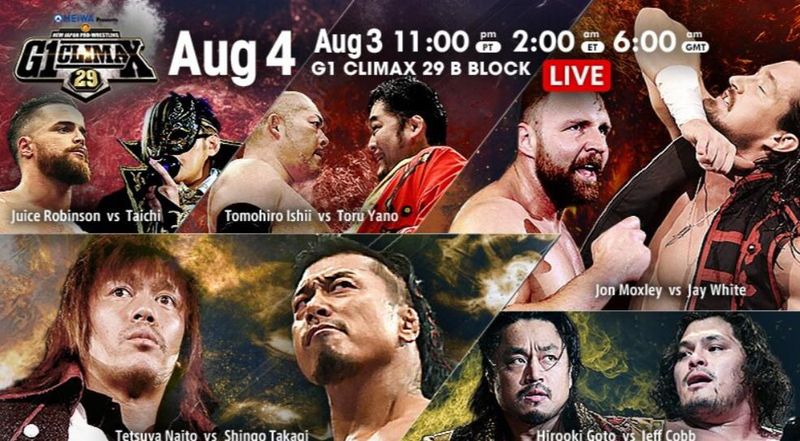 HEIWA Presents
NEW JAPAN PRO-WRESTLING
G1 CLIMAX
29
Aug 4
Aug 3 11:00 pm PT 2:00 am ET 6:00 am GMT
G1 CLIMAX 29 B BLOCK
LIVE
Juice Robinson vs Taichi
Tomohiro Ishii vs Toru Yano
Jon Moxley vs Jay White
Tetsuya Naito vs Shingo Takagi
Hirooki Goto vs Jeff Cobb